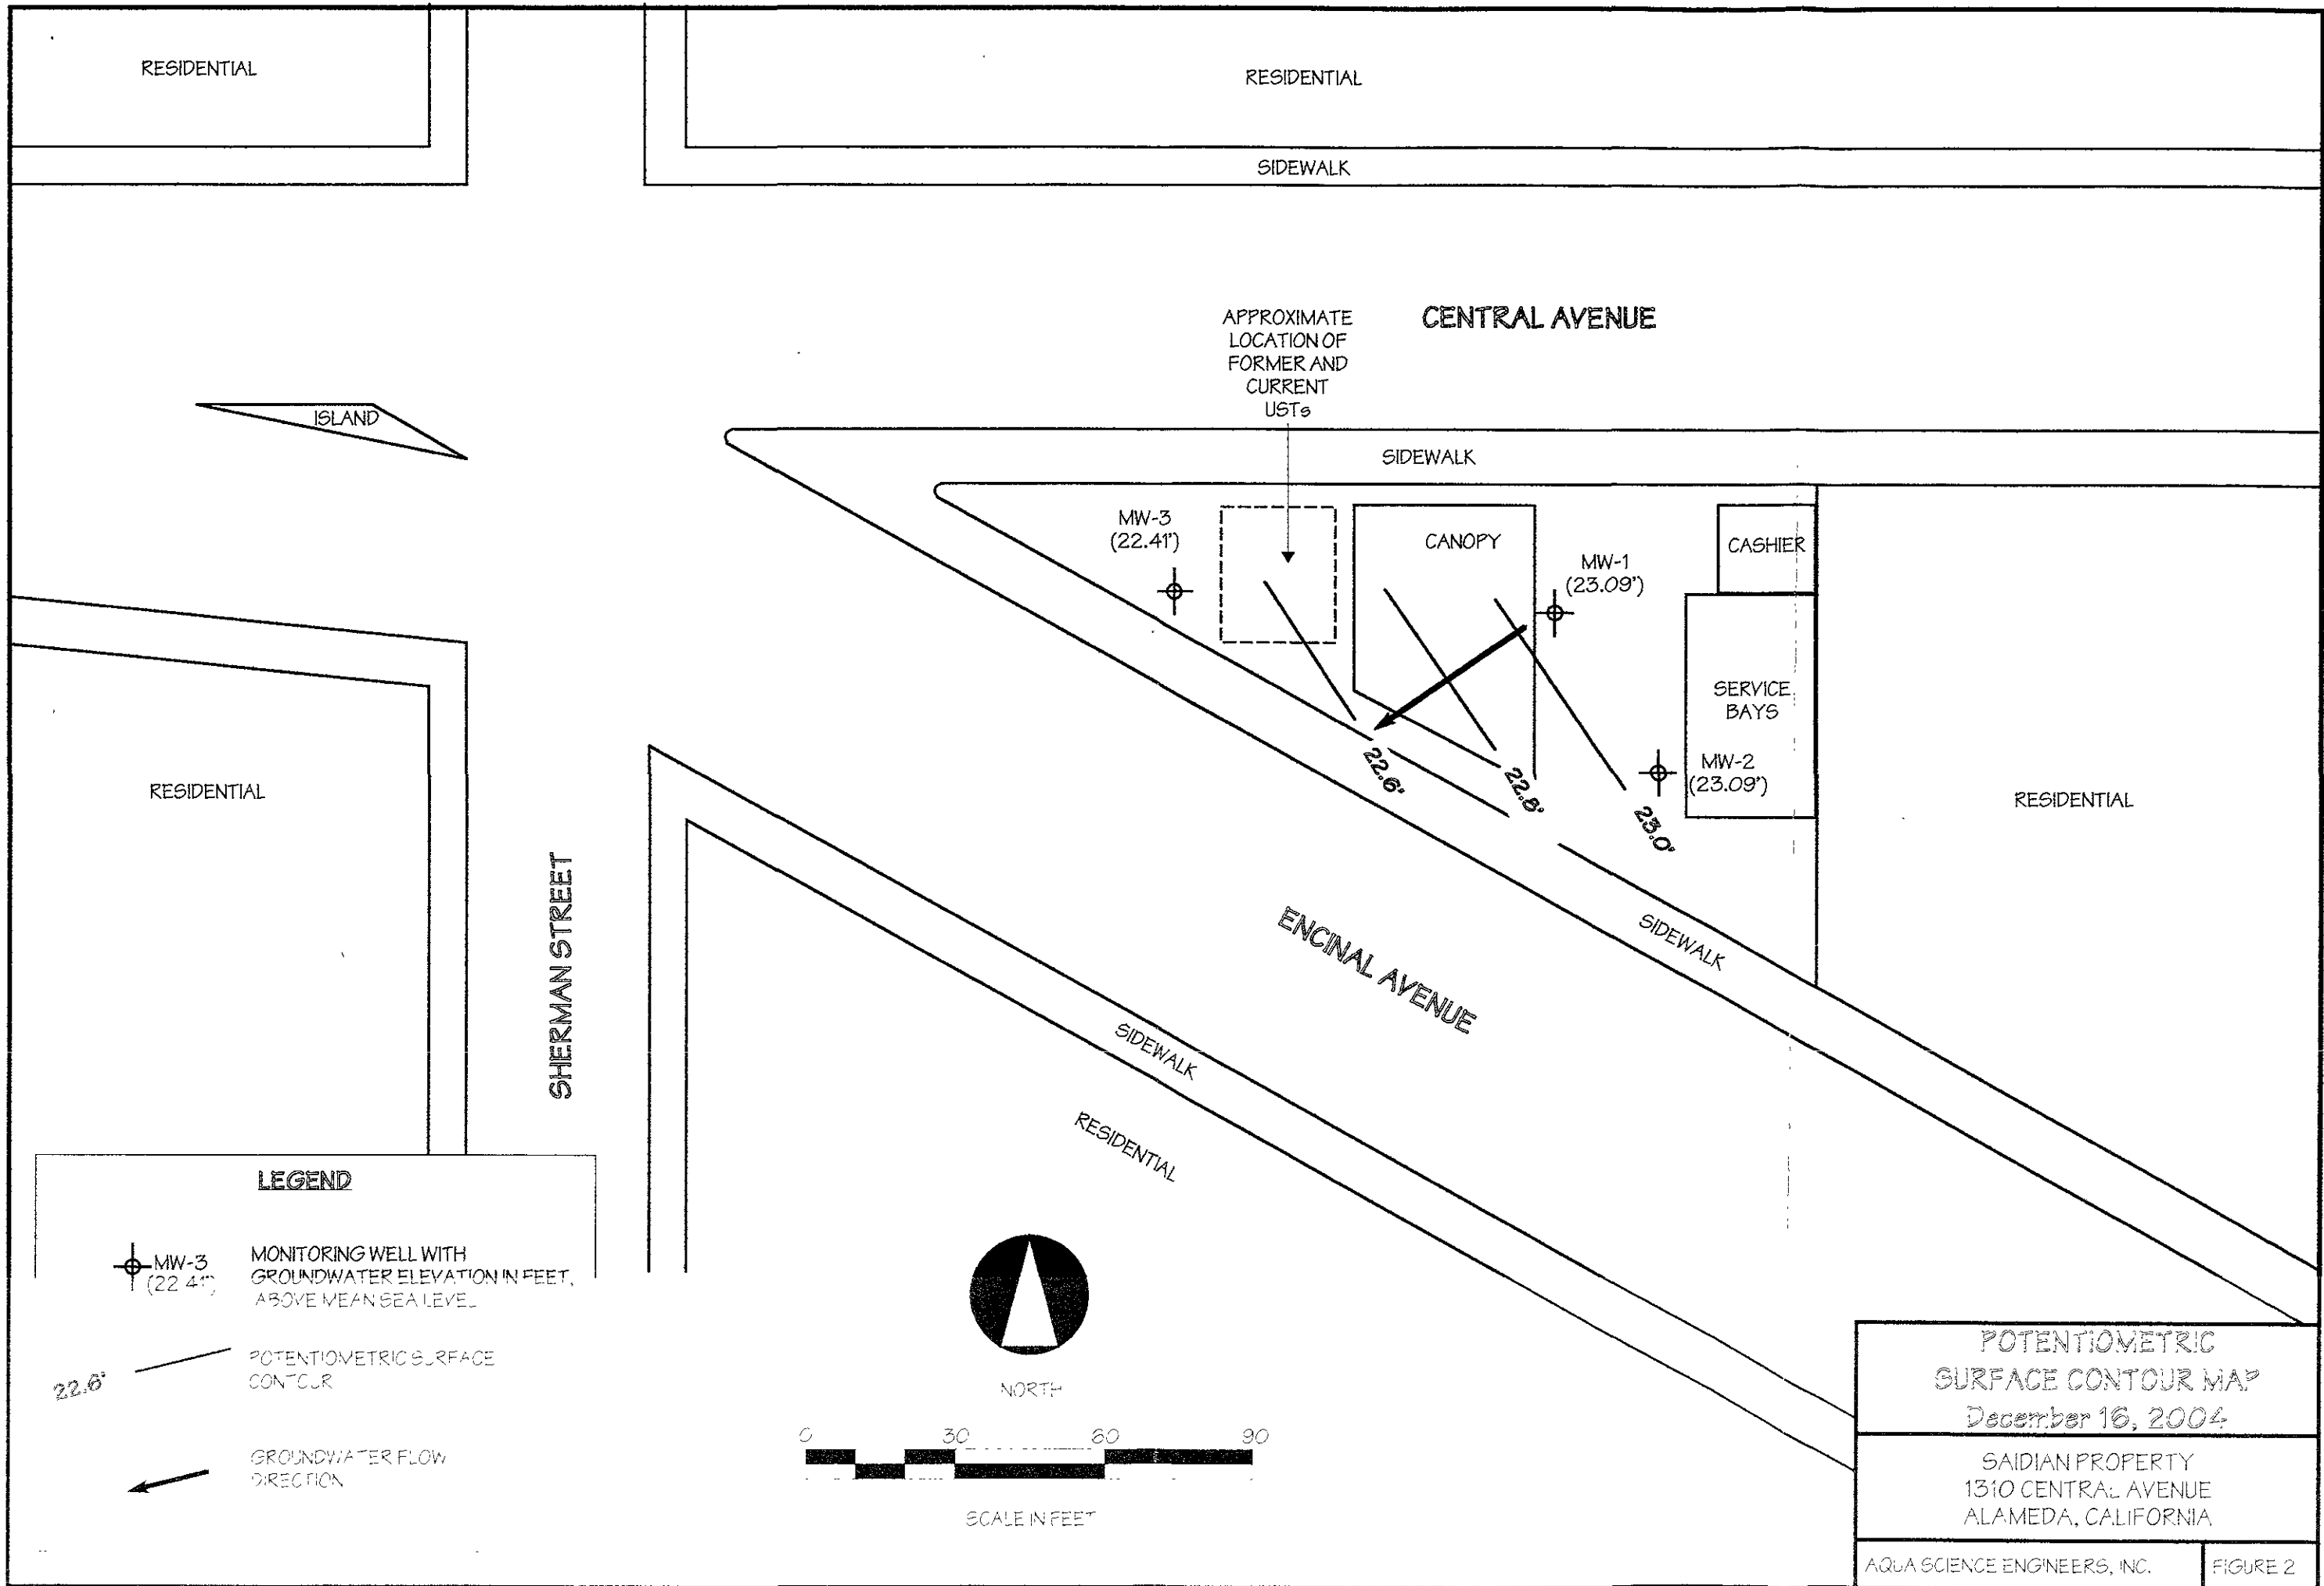 RESIDENTIAL
RESIDENTIAL
SIDEWALK
CENTRAL AVENUE
APPROXIMATE
LOCATION OF
FORMER AND
CURRENT
USTs
ISLAND
SIDEWALK
MW-3
(22.41')
CANOPY
CASHIER
MW-1
(23.09')
SERVICE
BAYS
MW-2
(23.09')
RESIDENTIAL
RESIDENTIAL
22.6'
22.8'
23.0'
SHERMAN STREET
ENCINAL AVENUE
SIDEWALK
SIDEWALK
RESIDENTIAL
LEGEND
MW-3
(22.41')
MONITORING WELL WITH
GROUNDWATER ELEVATION IN FEET,
ABOVE MEAN SEA LEVEL
22.6'
POTENTIOMETRIC SURFACE
CONTOUR
GROUNDWATER FLOW
DIRECTION
NORTH
0 30 60 90
SCALE IN FEET
POTENTIOMETRIC
SURFACE CONTOUR MAP
December 16, 2004
SAIDIAN PROPERTY
1310 CENTRAL AVENUE
ALAMEDA, CALIFORNIA
AQUA SCIENCE ENGINEERS, INC.
FIGURE 2